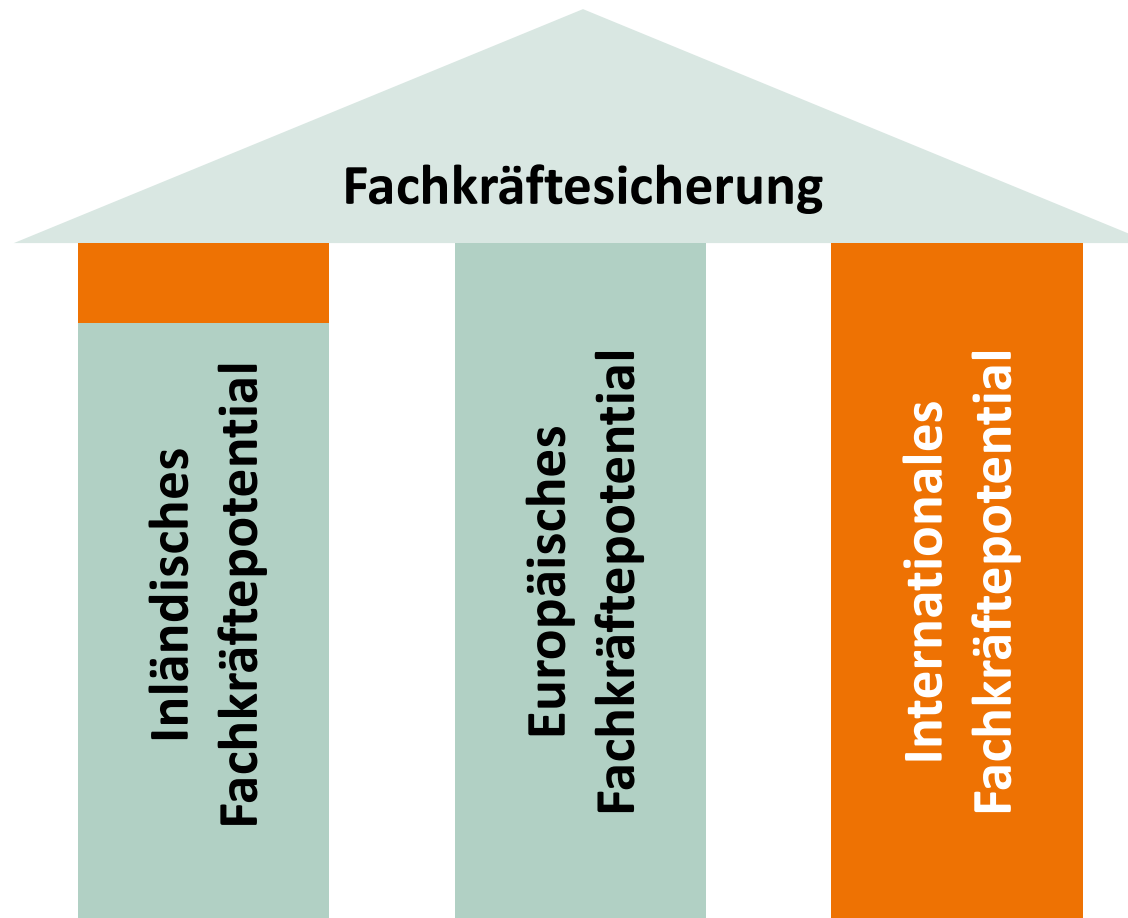 Fachkräftesicherung
Inländisches
Fachkräftepotential
Europäisches
Fachkräftepotential
Internationales
Fachkräftepotential